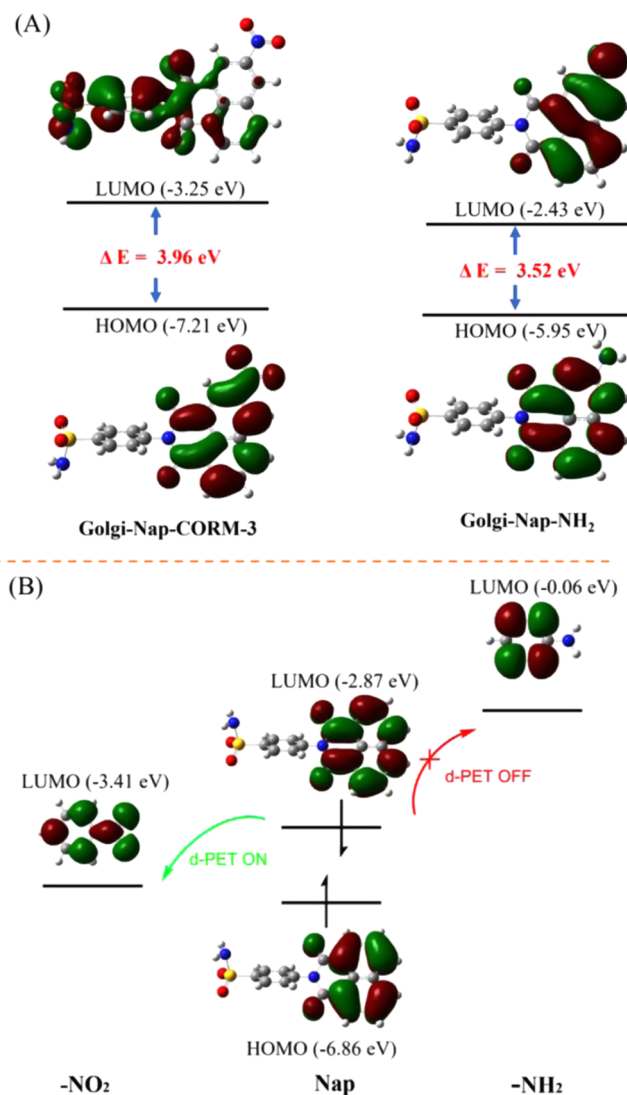 (A)
LUMO (-3.25 eV)
LUMO (-2.43 eV)
Δ E = 3.96 eV
Δ E = 3.52 eV
HOMO (-7.21 eV)
HOMO (-5.95 eV)
Golgi-Nap-CORM-3
Golgi-Nap-NH₂
(B)
LUMO (-0.06 eV)
LUMO (-2.87 eV)
LUMO (-3.41 eV)
d-PET OFF
d-PET ON
HOMO (-6.86 eV)
-NO₂
Nap
-NH₂